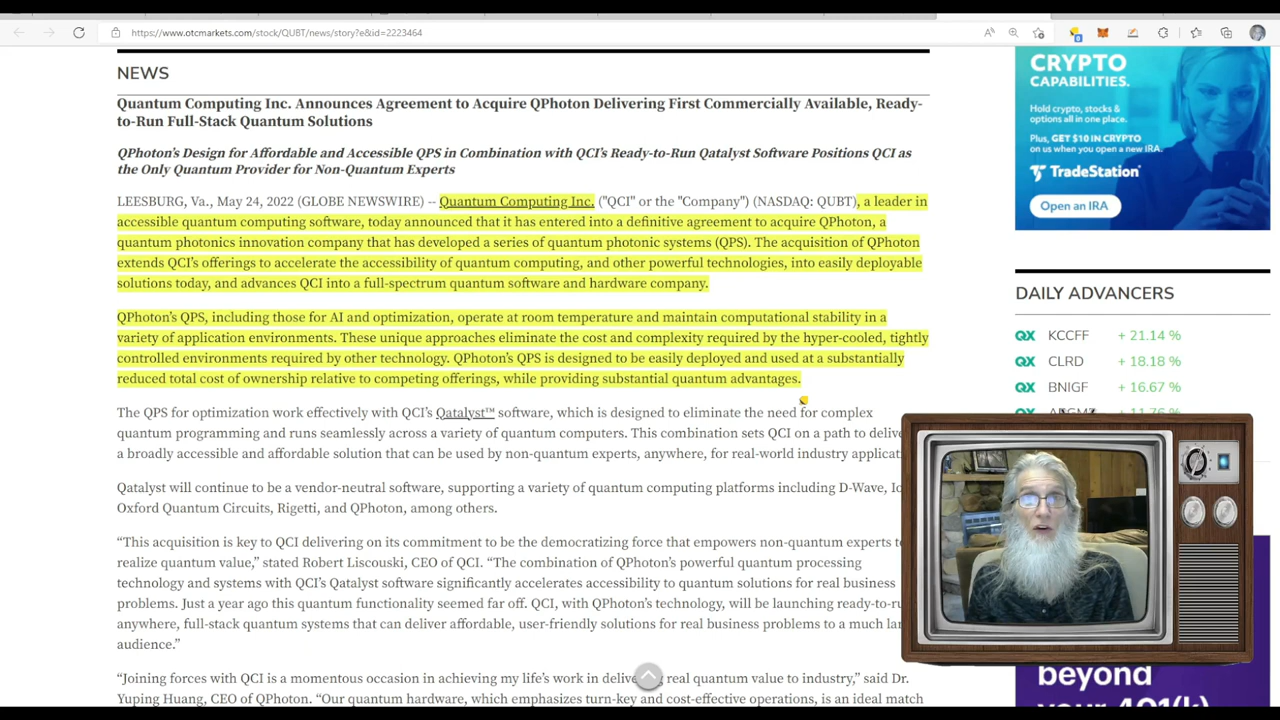 https://www.otcmarkets.com/stock/QUBT/news/story?e&id=2223464
NEWS
Quantum Computing Inc. Announces Agreement to Acquire QPhoton Delivering First Commercially Available, Ready-
to-Run Full-Stack Quantum Solutions
QPhoton's Design for Affordable and Accessible QPS in Combination with QCI's Ready-to-Run Qatalyst Software Positions QCI as
the Only Quantum Provider for Non-Quantum Experts
LEESBURG, Va., May 24, 2022 (GLOBE NEWSWIRE) -- Quantum Computing Inc. ("QCI" or the "Company") (NASDAQ: QUBT), a leader in
accessible quantum computing software, today announced that it has entered into a definitive agreement to acquire QPhoton, a
quantum photonics innovation company that has developed a series of quantum photonic systems (QPS). The acquisition of QPhoton
extends QCI's offerings to accelerate the accessibility of quantum computing, and other powerful technologies, into easily deployable
solutions today, and advances QCI into a full-spectrum quantum software and hardware company.
QPhoton's QPS, including those for AI and optimization, operate at room temperature and maintain computational stability in a
variety of application environments. These unique approaches eliminate the cost and complexity required by the hyper-cooled, tightly
controlled environments required by other technology. QPhoton's QPS is designed to be easily deployed and used at a substantially
reduced total cost of ownership relative to competing offerings, while providing substantial quantum advantages.
The QPS for optimization work effectively with QCI's Qatalyst™ software, which is designed to eliminate the need for complex
quantum programming and runs seamlessly across a variety of quantum computers. This combination sets QCI on a path to
a broadly accessible and affordable solution that can be used by non-quantum experts, anywhere, for real-world industry
Qatalyst will continue to be a vendor-neutral software, supporting a variety of quantum computing platforms including D-Wave,
Oxford Quantum Circuits, Rigetti, and QPhoton, among others.
“This acquisition is key to QCI delivering on its commitment to be the democratizing force that empowers non-quantum experts
realize quantum value,” stated Robert Liscouski, CEO of QCI. “The combination of QPhoton's powerful quantum processing
technology and systems with QCI's Qatalyst software significantly accelerates accessibility to quantum solutions for real business
problems. Just a year ago this quantum functionality seemed far off. QCI, with QPhoton's technology, will be launching
anywhere, full-stack quantum systems that can deliver affordable, user-friendly solutions for real business problems to a much
audience.”
“Joining forces with QCI is a momentous step in achieving my life's work in delivering real quantum value to industry,” said Dr.
Yuping Huang, CEO of QPhoton. “Our quantum hardware, which emphasizes turn-key and cost-effective operations, is an ideal match
CRYPTO
CAPABILITIES.
Hold crypto, stocks &
options all in one place.
Plus, GET $10 IN CRYPTO
on us when you open a new IRA.
TradeStation
Open an IRA
DAILY ADVANCERS
QX KCCFF + 21.14 %
QX CLRD + 18.18 %
QX BNIGF + 16.67 %
QX + 11.76 %
beyond
your 401(k)